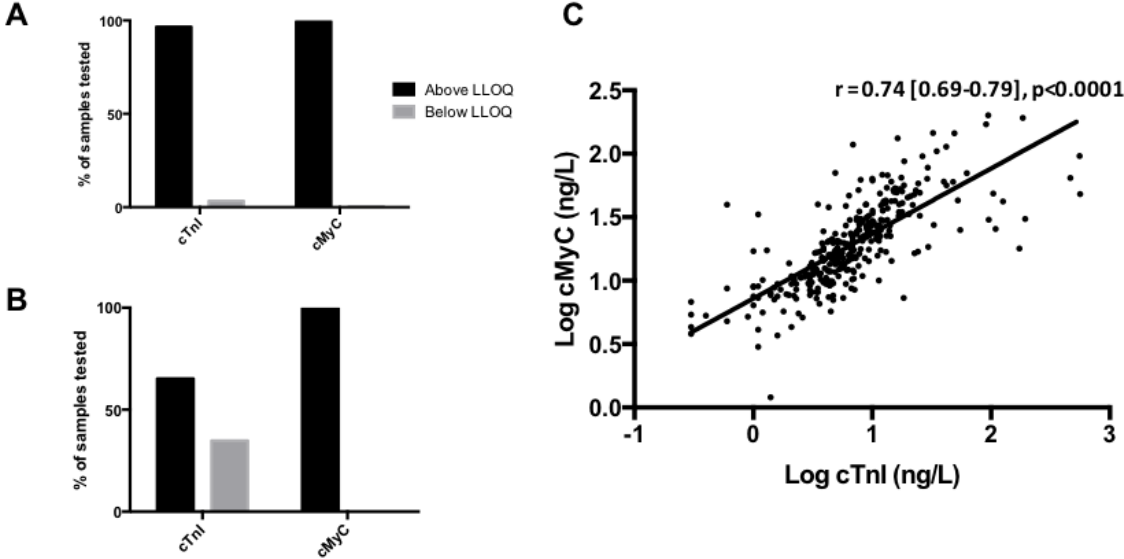 A
% of samples tested
100
50
0
cTnI
cMyC
Above LLOQ
Below LLOQ
B
% of samples tested
100
50
0
cTnI
cMyC
C
r = 0.74 [0.69-0.79], p<0.0001
Log cMyC (ng/L)
2.5
2.0
1.5
1.0
0.5
0.0
-1
0
1
2
3
Log cTnI (ng/L)